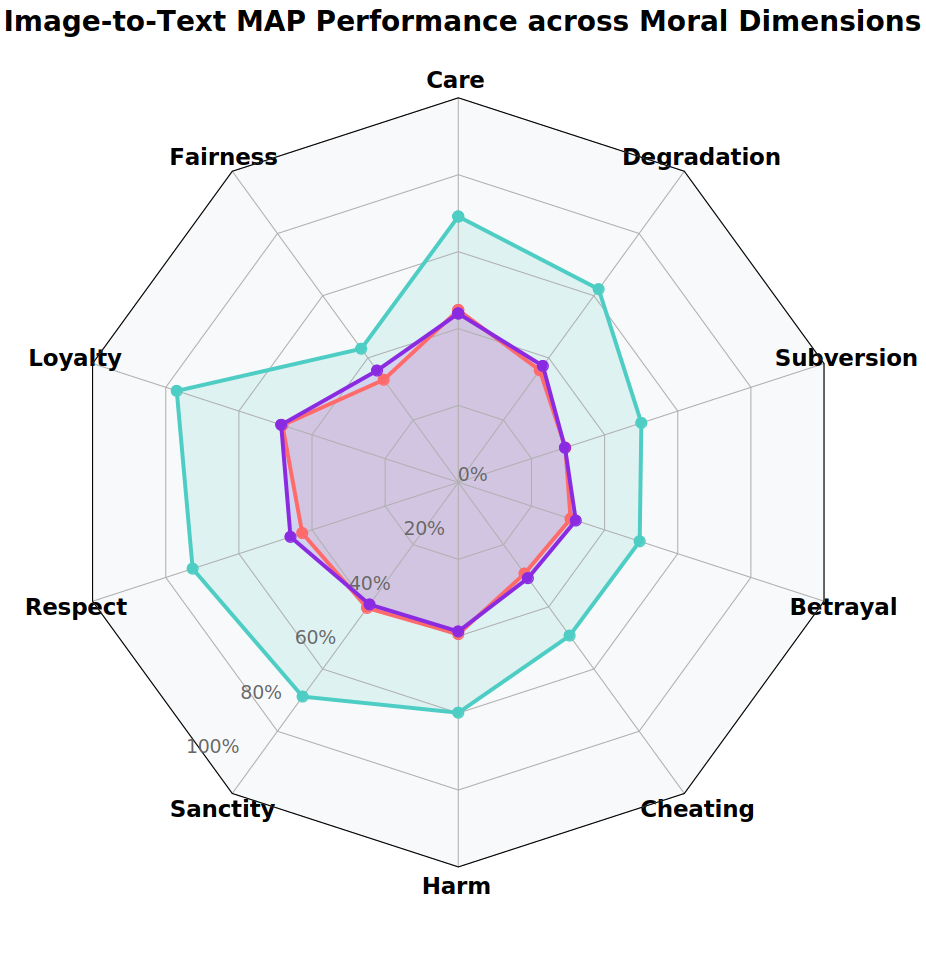 Image-to-Text MAP Performance across Moral Dimensions
Care
Fairness
Degradation
Loyalty
Subversion
0%
20%
40%
60%
80%
100%
Respect
Betrayal
Sanctity
Cheating
Harm